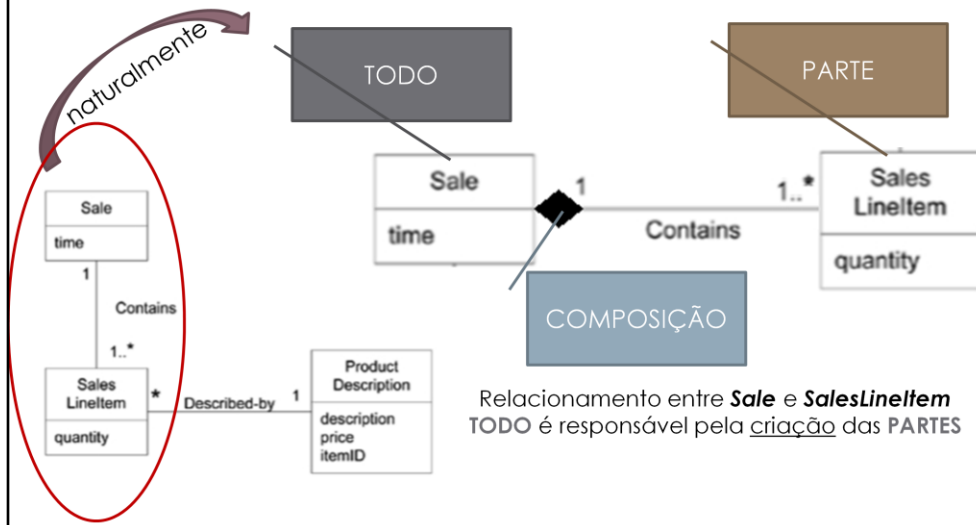 naturalmente
TODO
PARTE
Sale
time
1
Contains
1..*
Sales
LineItem
quantity
COMPOSIÇÃO
Sale
time
1
Contains
1..*
Sales
LineItem
quantity
*
Described-by
1
Product
Description
description
price
itemID
Relacionamento entre Sale e SalesLineItem
TODO é responsável pela criação das PARTES